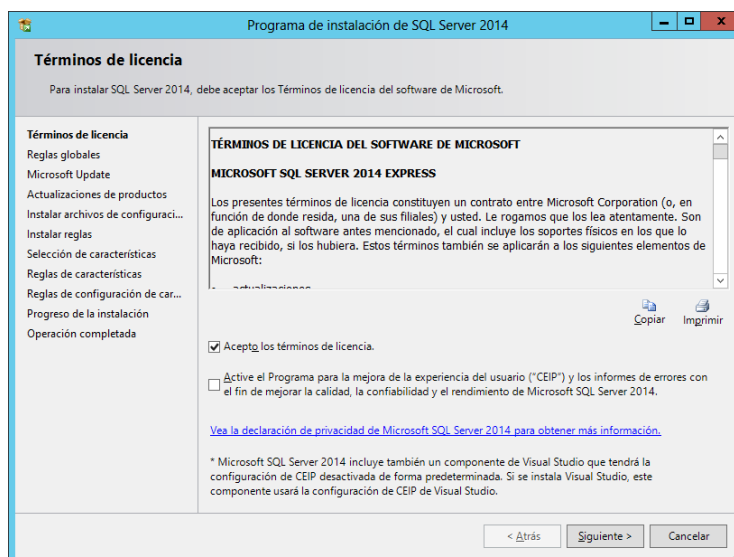 Programa de instalación de SQL Server 2014
Términos de licencia
Para instalar SQL Server 2014, debe aceptar los Términos de licencia del software de Microsoft.
Términos de licencia
Reglas globales
Microsoft Update
Actualizaciones de productos
Instalar archivos de configuraci...
Instalar reglas
Selección de características
Reglas de características
Reglas de configuración de car...
Progreso de la instalación
Operación completada
TÉRMINOS DE LICENCIA DEL SOFTWARE DE MICROSOFT
MICROSOFT SQL SERVER 2014 EXPRESS
Los presentes términos de licencia constituyen un contrato entre Microsoft Corporation (o, en
función de donde resida, una de sus filiales) y usted. Le rogamos que los lea atentamente. Son
de aplicación al software antes mencionado, el cual incluye los soportes físicos en los que lo
haya recibido, si los hubiera. Estos términos también se aplicarán a los siguientes elementos de
Microsoft:
• actualizaciones
Copiar Imprimir
Acepto los términos de licencia.
Active el Programa para la mejora de la experiencia del usuario ("CEIP") y los informes de errores con
el fin de mejorar la calidad, la confiabilidad y el rendimiento de Microsoft SQL Server 2014.
Vea la declaración de privacidad de Microsoft SQL Server 2014 para obtener más información.
* Microsoft SQL Server 2014 incluye también un componente de Visual Studio que tendrá la
configuración de CEIP desactivada de forma predeterminada. Si se instala Visual Studio, este
componente usará la configuración de CEIP de Visual Studio.
< Atrás Siguiente > Cancelar